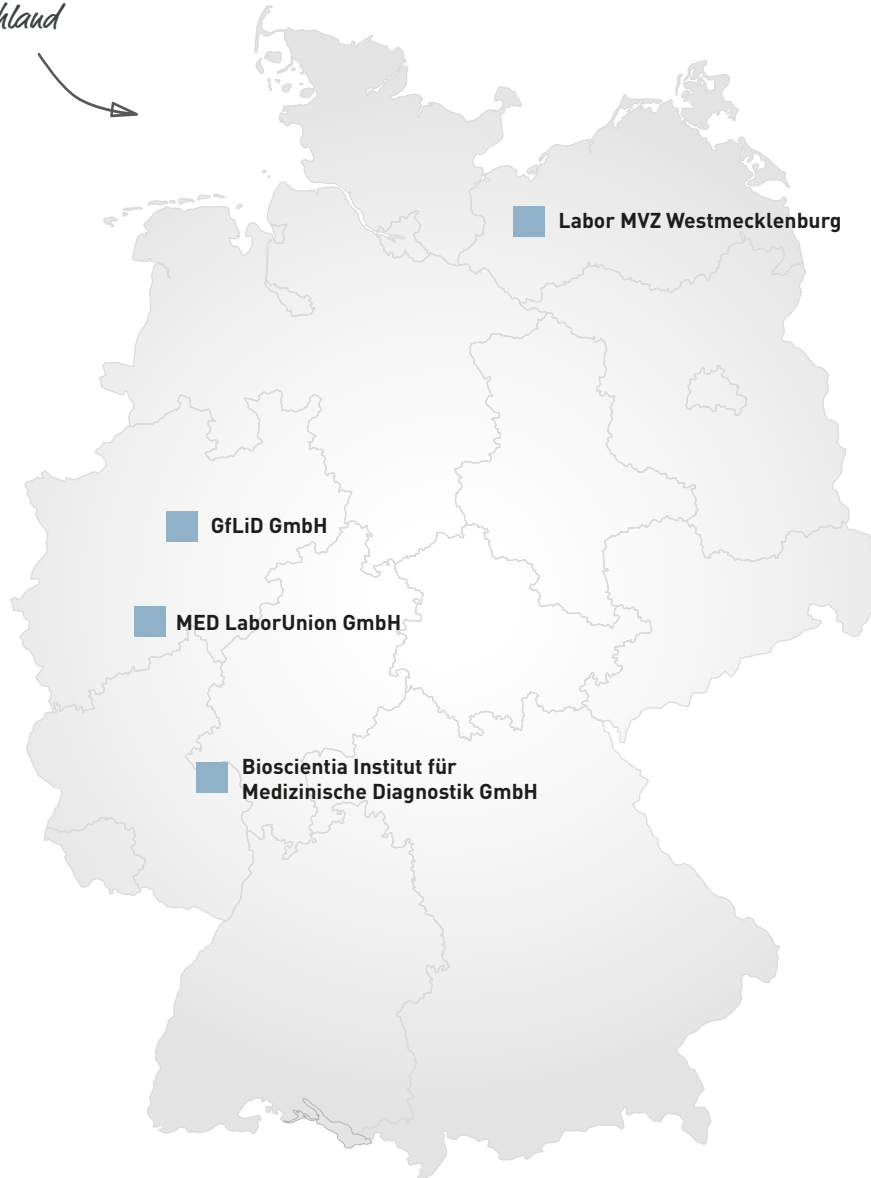 hland
Labor MVZ Westmecklenburg
GfLiD GmbH
MED LaborUnion GmbH
Bioscientia Institut für
Medizinische Diagnostik GmbH